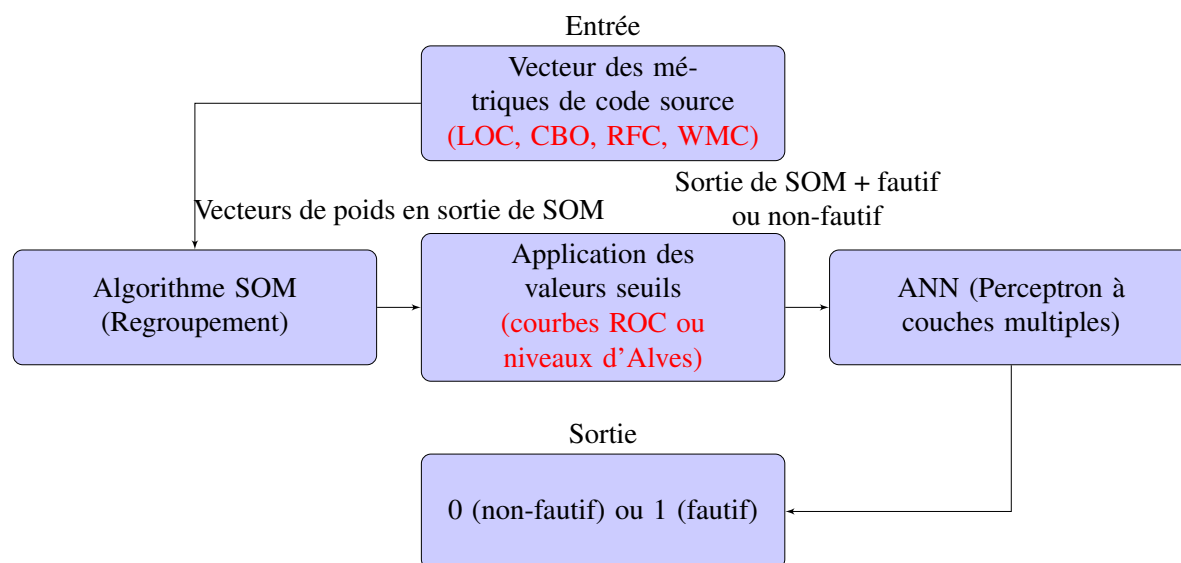 Entrée
Vecteur des mé-
triques de code source
(LOC, CBO, RFC, WMC)
Sortie de SOM + fautif
ou non-fautif
Vecteurs de poids en sortie de SOM
Algorithme SOM
(Regroupement)
Application des
valeurs seuils
(courbes ROC ou
niveaux d'Alves)
ANN (Perceptron à
couches multiples)
Sortie
0 (non-fautif) ou 1 (fautif)